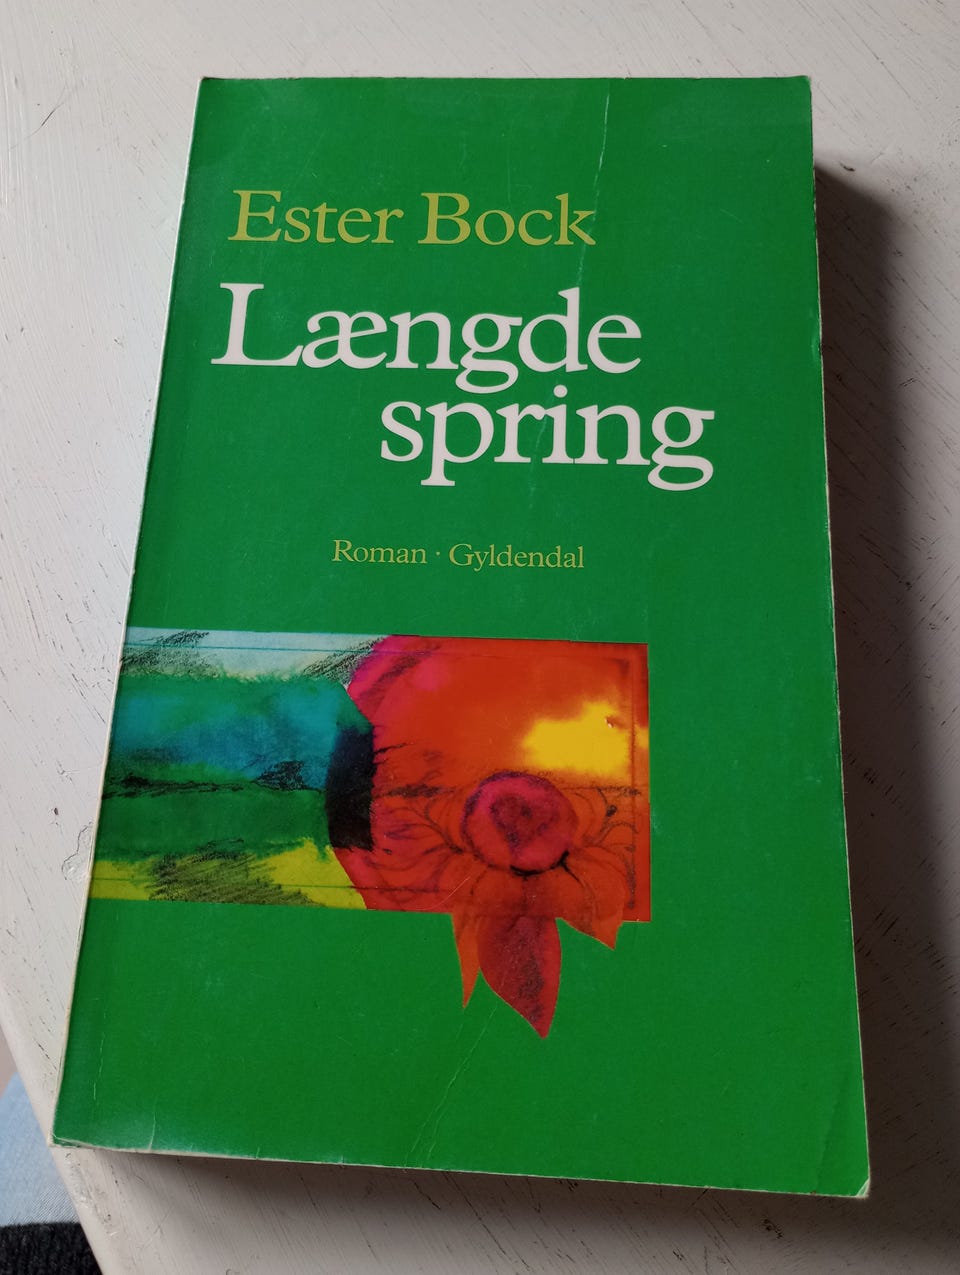 Ester Bock
Længde
spring
Roman · Gyldendal